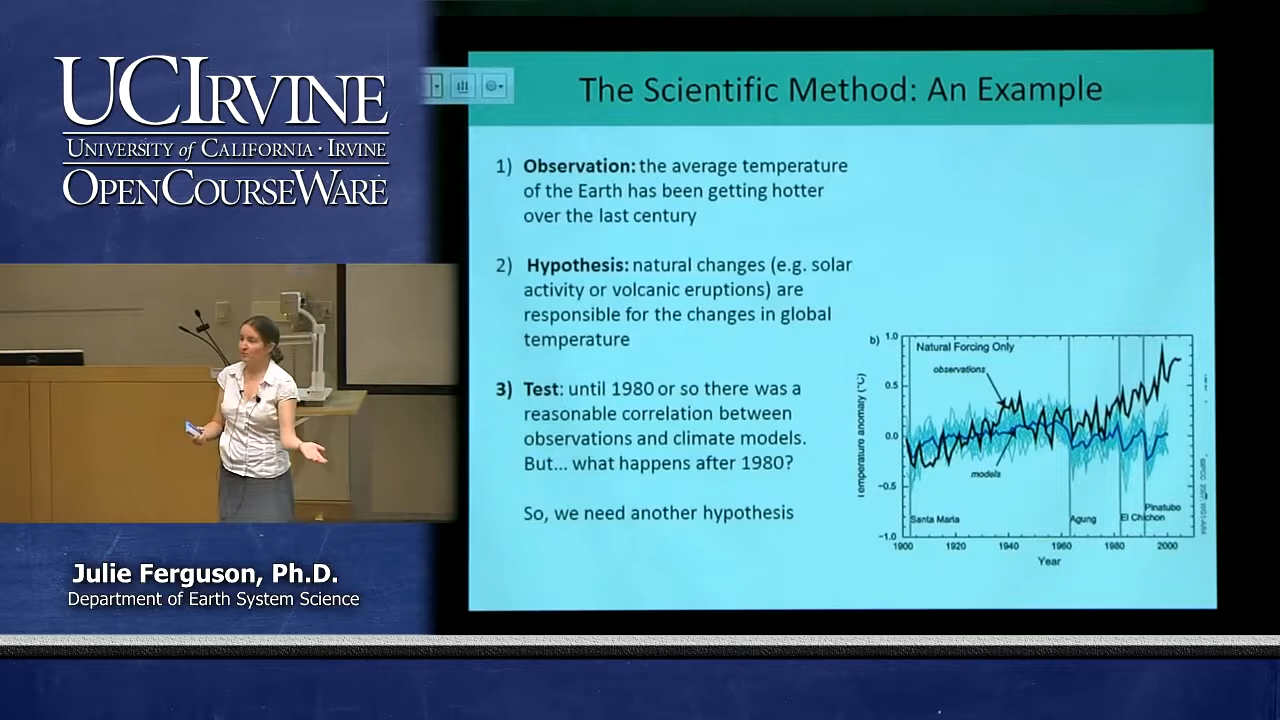 UCIRVINE
UNIVERSITY of CALIFORNIA · IRVINE
OPENCOURSEWARE
The Scientific Method: An Example
1) Observation: the average temperature
of the Earth has been getting hotter
over the last century
2) Hypothesis: natural changes (e.g. solar
activity or volcanic eruptions) are
responsible for the changes in global
temperature
3) Test: until 1980 or so there was a
reasonable correlation between
observations and climate models.
But... what happens after 1980?
So, we need another hypothesis
b)
Natural Forcing Only
observations
models
Temperature anomaly (°C)
1.0
0.5
0.0
−0.5
−1.0
Santa Maria
Agung
El Chichon
Pinatubo
1900 1920 1940 1960 1980 2000
Year
Julie Ferguson, Ph.D.
Department of Earth System Science